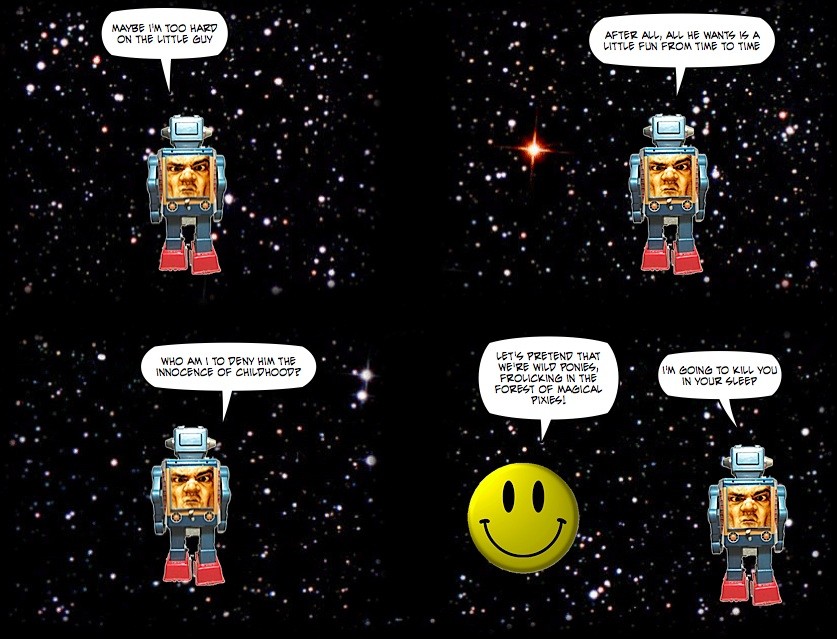 MAYBE I'M TOO HARD
ON THE LITTLE GUY
AFTER ALL, ALL HE WANTS IS A
LITTLE FUN FROM TIME TO TIME
WHO AM I TO DENY HIM THE
INNOCENCE OF CHILDHOOD?
LET'S PRETEND THAT
WE'RE WILD PONIES,
FROLICKING IN THE
FOREST OF MAGICAL
PIXIES!
I'M GOING TO KILL YOU
IN YOUR SLEEP